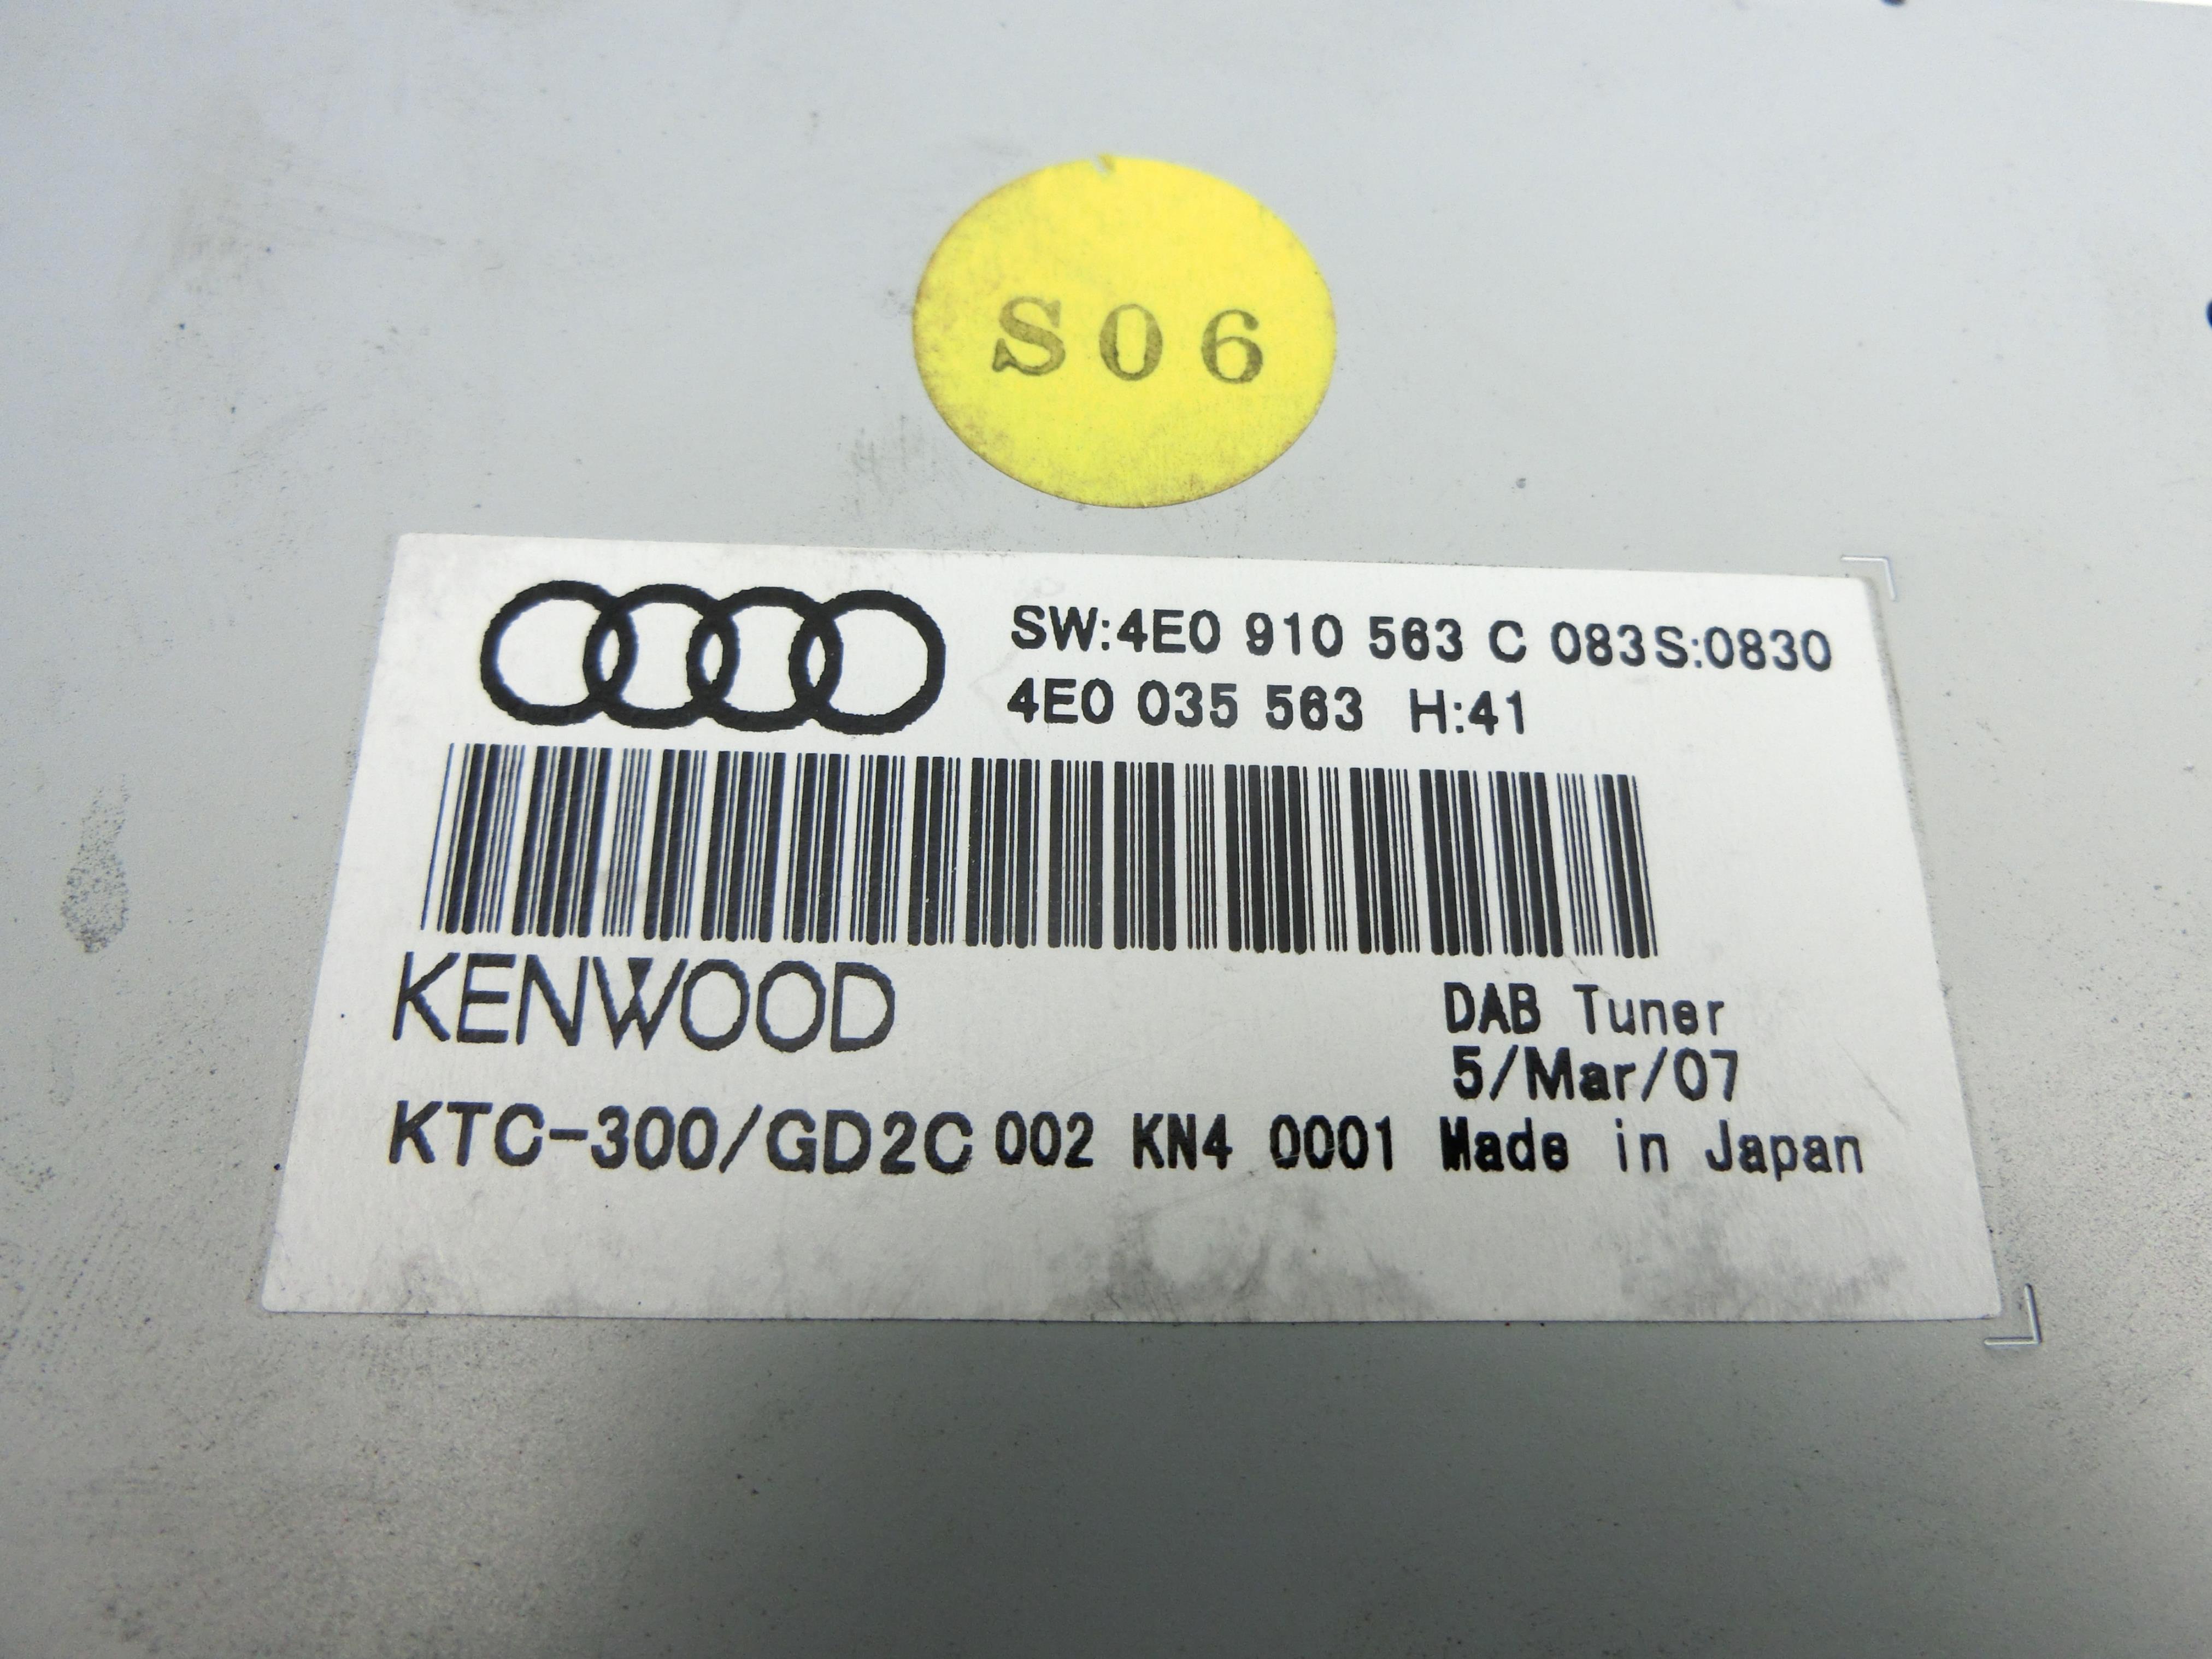 S06
SW:4E0 910 563 C 083 S:0830
4E0 035 563 H:41
KENWOOD
DAB Tuner
5/Mar/07
KTC-300/GD2C 002 KN4 0001 Made in Japan